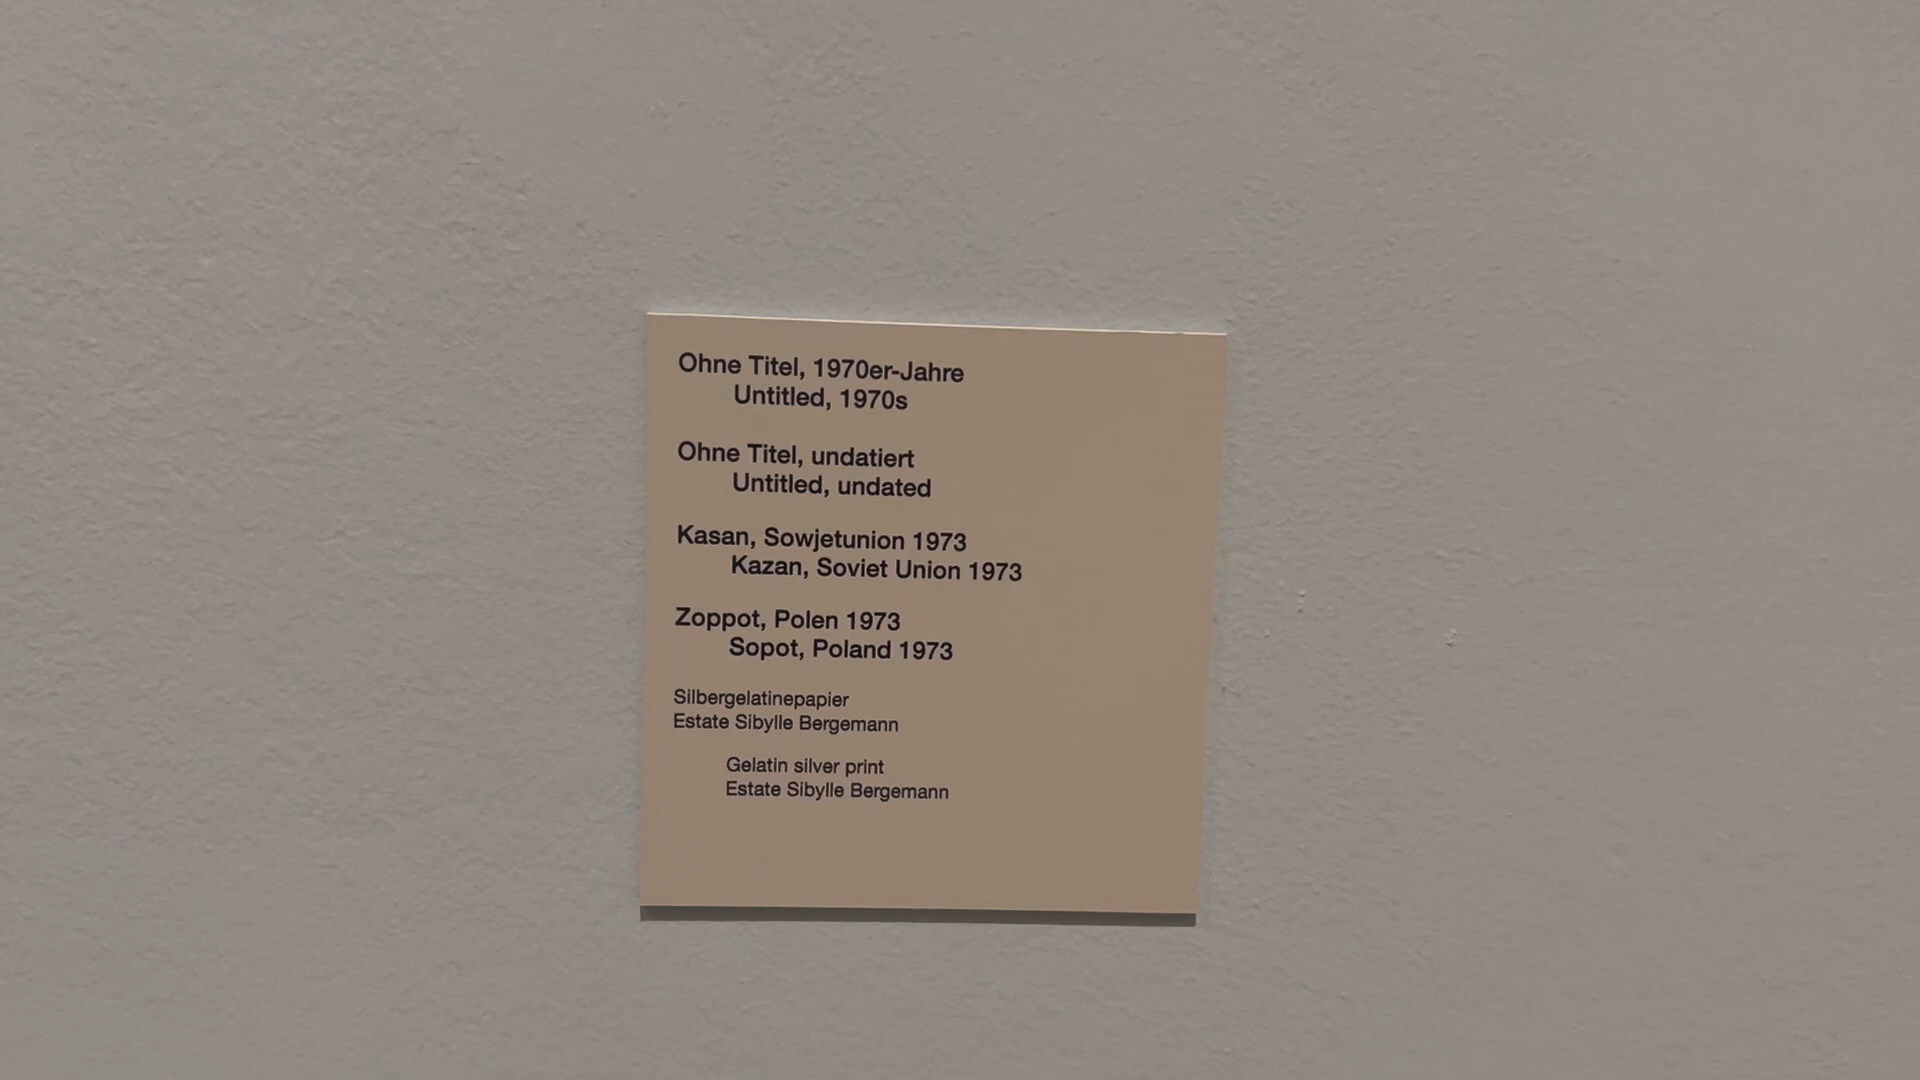 Ohne Titel, 1970er-Jahre
Untitled, 1970s
Ohne Titel, undatiert
Untitled, undated
Kasan, Sowjetunion 1973
Kazan, Soviet Union 1973
Zoppot, Polen 1973
Sopot, Poland 1973
Silbergelatinepapier
Estate Sibylle Bergemann
Gelatin silver print
Estate Sibylle Bergemann